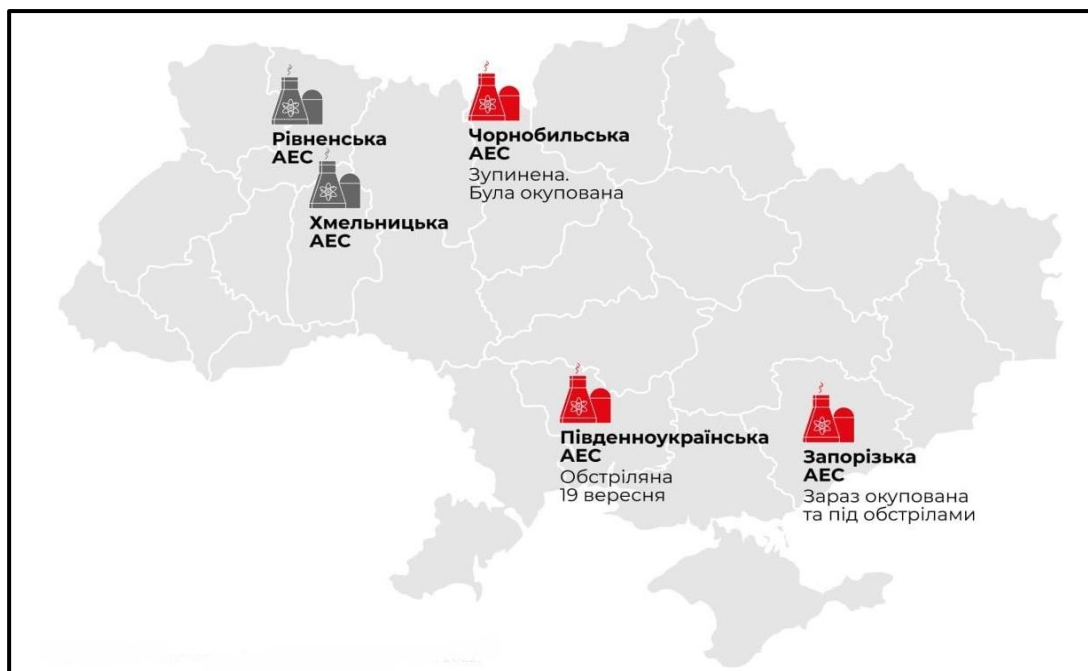 Рівненська
АЕС
Хмельницька
АЕС
Чорнобильська
АЕС
Зупинена.
Була окупована
Південноукраїнська
АЕС
Обстріляна
19 вересня
Запорізька
АЕС
Зараз окупована
та під обстрілами